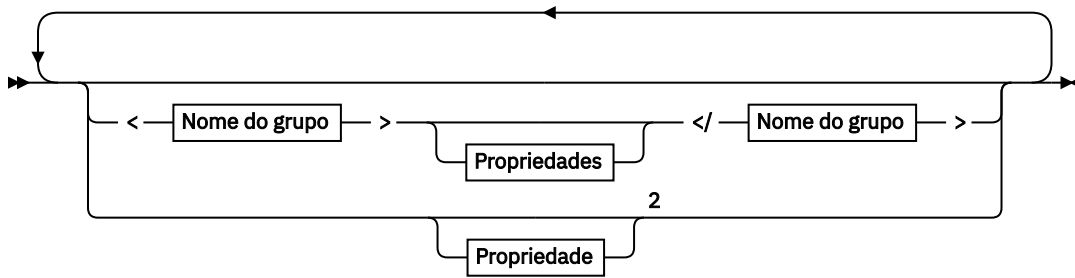 < Nome do grupo > </ Nome do grupo >
Propriedades
2
Propriedade